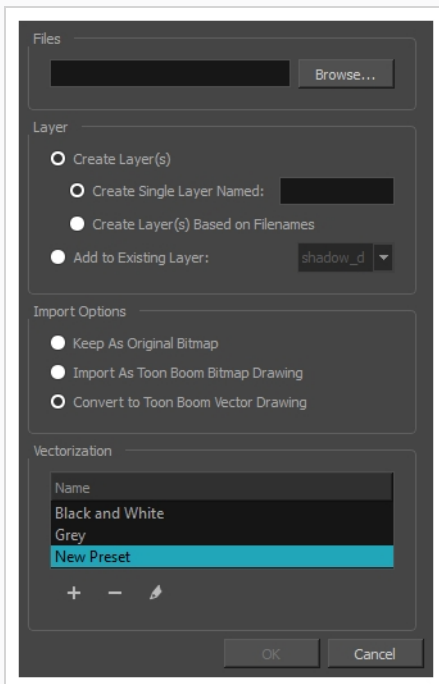 Files
Browse...
Layer
Create Layer(s)
Create Single Layer Named:
Create Layer(s) Based on Filenames
Add to Existing Layer: shadow_d
Import Options
Keep As Original Bitmap
Import As Toon Boom Bitmap Drawing
Convert to Toon Boom Vector Drawing
Vectorization
Name
Black and White
Grey
New Preset
OK Cancel